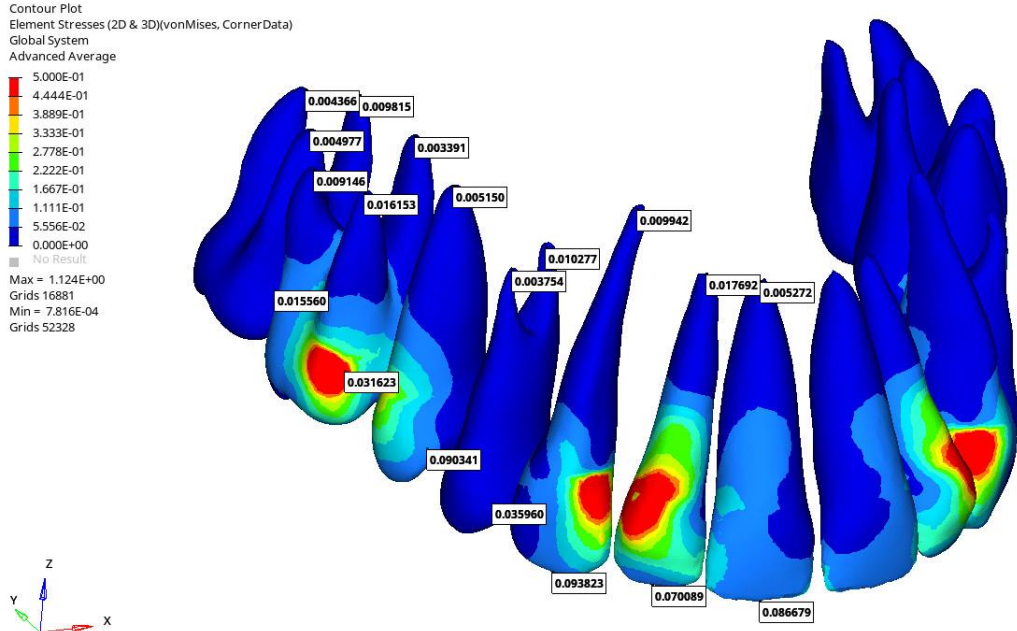 Contour Plot
Element Stresses (2D & 3D)(vonMises, CornerData)
Global System
Advanced Average
5.000E-01
4.444E-01
3.889E-01
3.333E-01
2.778E-01
2.222E-01
1.667E-01
1.111E-01
5.556E-02
0.000E+00
No Result
Max = 1.124E+00
Grids 16881
Min = 7.816E-04
Grids 52328
0.004366
0.009815
0.004977
0.003391
0.009146
0.016153
0.005150
0.009942
0.010277
0.003754
0.017692
0.005272
0.015560
0.031623
0.090341
0.035960
0.093823
0.070089
0.086679
Z
Y
X